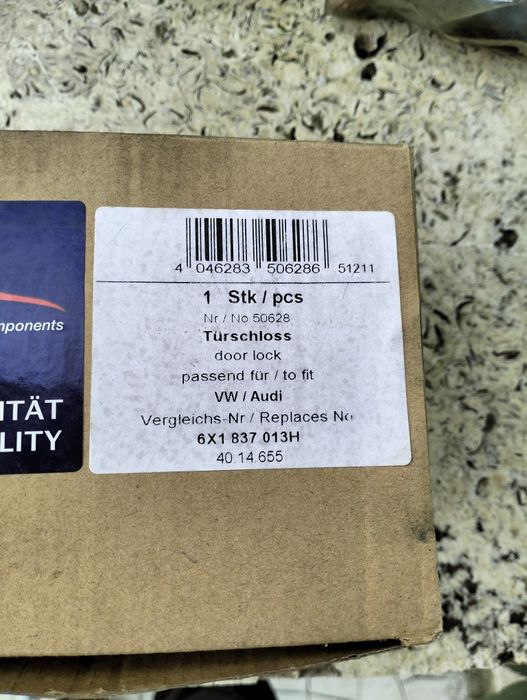 4 046283 506286 51211
1 Stk / pcs
Nr / No 50628
Türschloss
door lock
passend für / to fit
VW / Audi
Vergleichs-Nr / Replaces No
6X1 837 013H
40.14.655
mponents
ITÄT
LITY